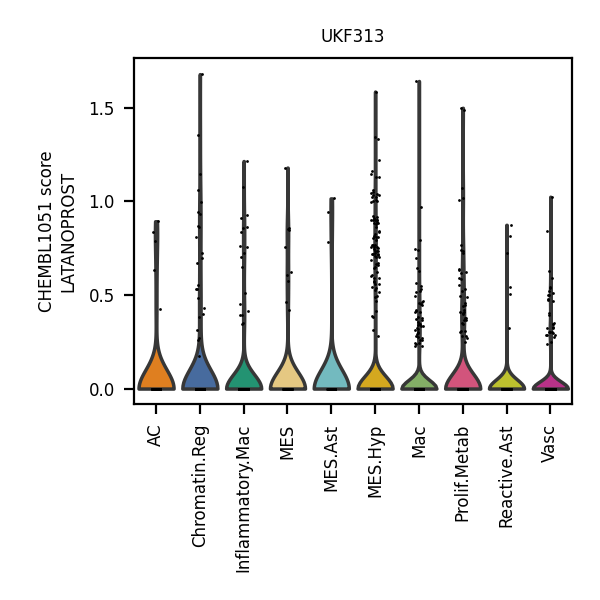 UKF313
CHEMBL1051 score
LATANOPROST
1.5
1.0
0.5
0.0
AC
Chromatin.Reg
Inflammatory.Mac
MES
MES.Ast
MES.Hyp
Mac
Prolif.Metab
Reactive.Ast
Vasc